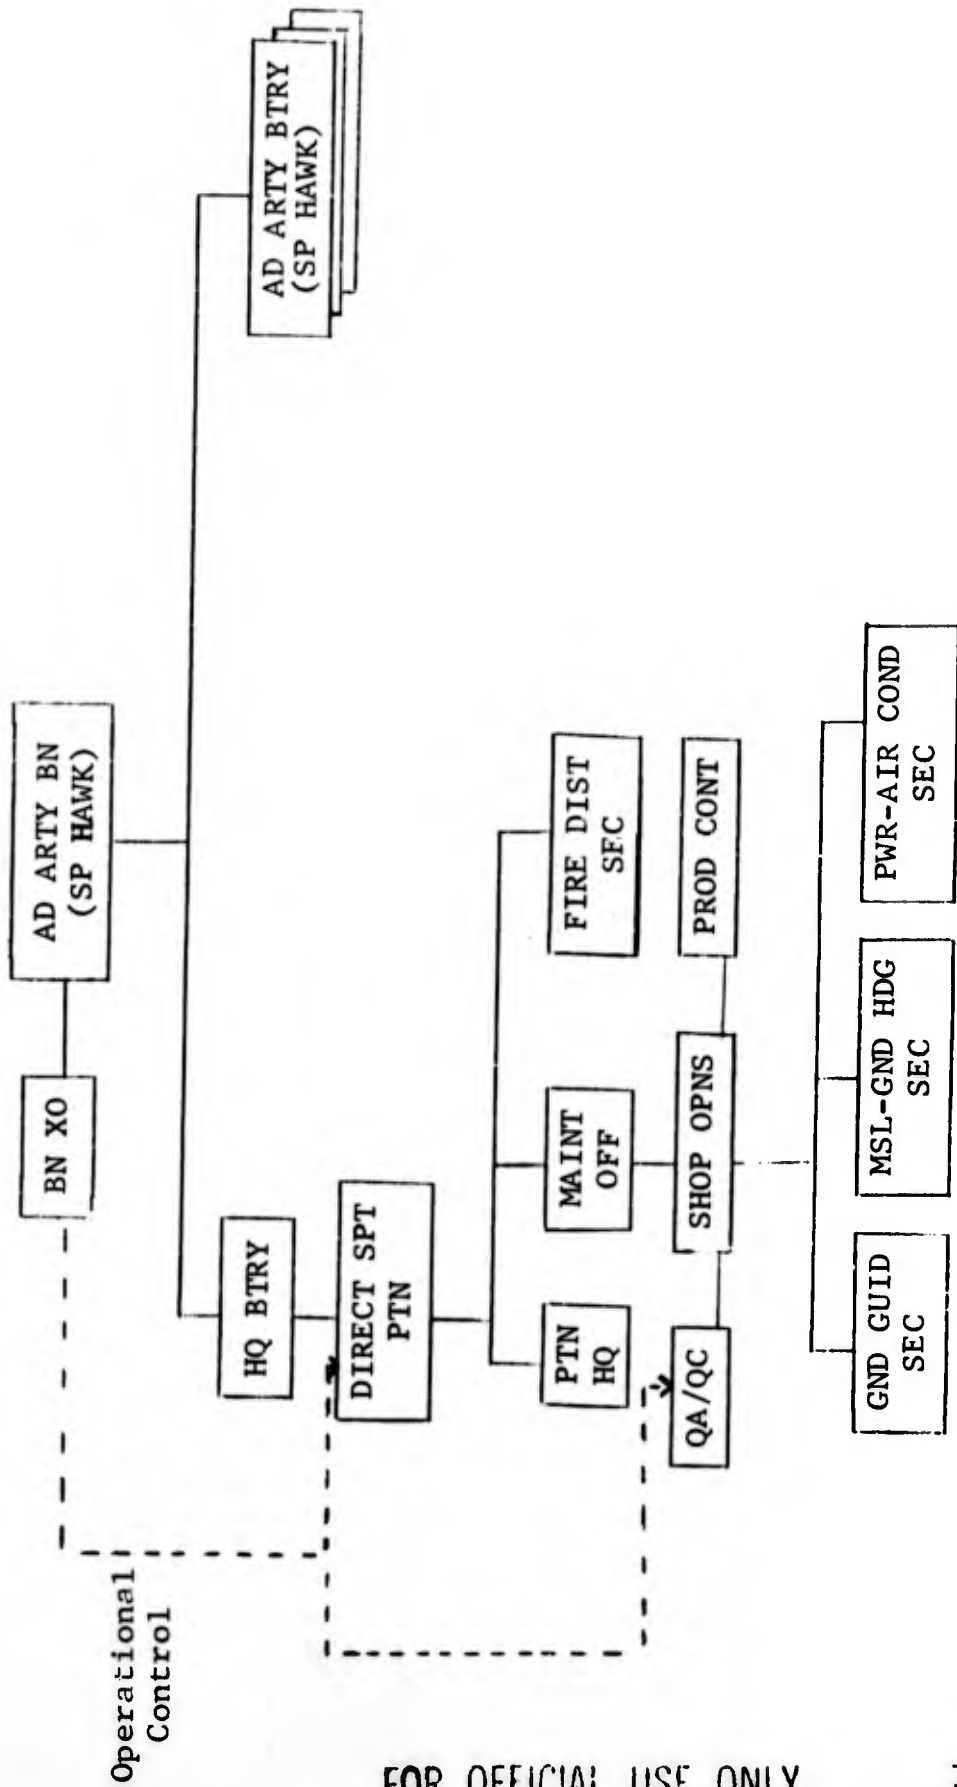 Operational
Control
BN XO
AD ARTY BN
(SP HAWK)
HQ BTRY
AD ARTY BTRY
(SP HAWK)
DIRECT SPT
PTN
PTN
HQ
MAINT
OFF
FIRE DIST
SEC
QA/QC
SHOP OPNS
PROD CONT
GND GUID
SEC
MSL-GND HDG
SEC
PWR-AIR COND
SEC
FOR OFFICIAL USE ONLY